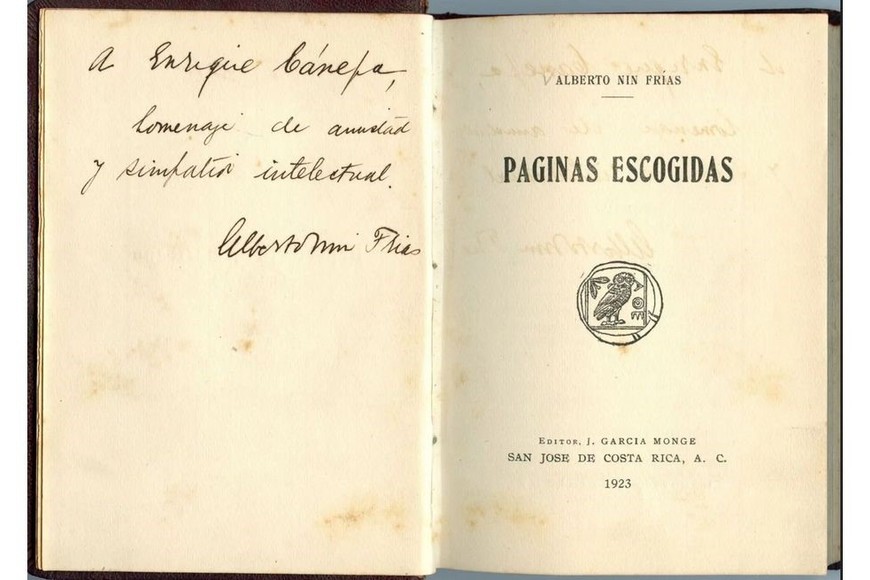 A Enrique Cánepa,
homenaje de amistad
y simpatía intelectual.
Alberto Nin Frías
ALBERTO NIN FRÍAS
PAGINAS ESCOGIDAS
EDITOR, J. GARCIA MONGE
SAN JOSE DE COSTA RICA, A. C.
1923